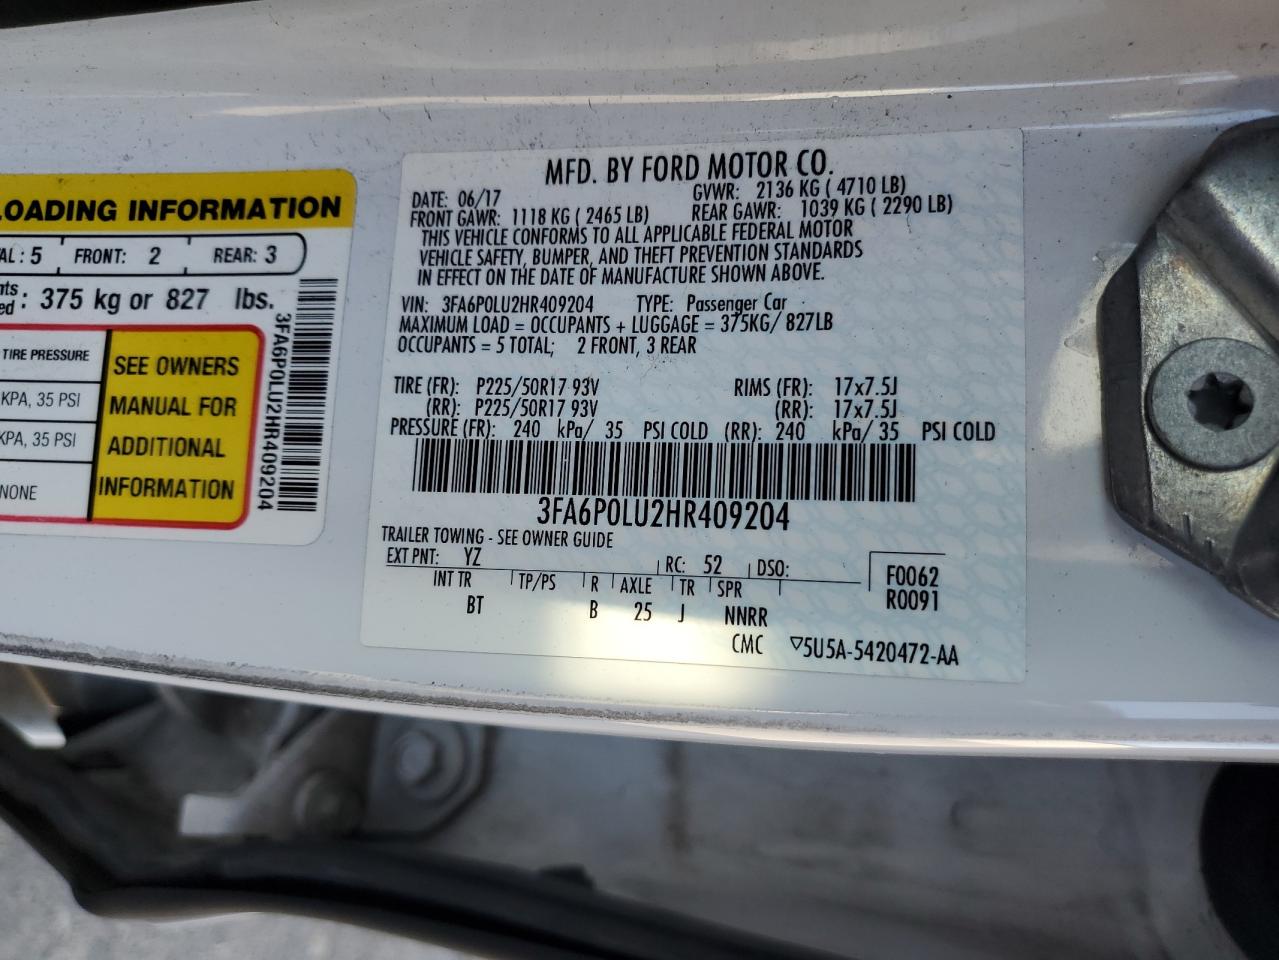 LOADING INFORMATION
AL: 5 FRONT: 2 REAR: 3
375 kg or 827 lbs.
TIRE PRESSURE
KPA, 35 PSI
KPA, 35 PSI
NONE
SEE OWNERS
MANUAL FOR
ADDITIONAL
INFORMATION
3FA6P0LU2HR409204
MFD. BY FORD MOTOR CO.
DATE: 06/17 GVWR: 2136 KG ( 4710 LB)
FRONT GAWR: 1118 KG ( 2465 LB) REAR GAWR: 1039 KG ( 2290 LB)
THIS VEHICLE CONFORMS TO ALL APPLICABLE FEDERAL MOTOR
VEHICLE SAFETY, BUMPER, AND THEFT PREVENTION STANDARDS
IN EFFECT ON THE DATE OF MANUFACTURE SHOWN ABOVE.
VIN: 3FA6P0LU2HR409204 TYPE: Passenger Car
MAXIMUM LOAD = OCCUPANTS + LUGGAGE = 375KG/ 827LB
OCCUPANTS = 5 TOTAL; 2 FRONT, 3 REAR
TIRE (FR): P225/50R17 93V RIMS (FR): 17x7.5J
(RR): P225/50R17 93V (RR): 17x7.5J
PRESSURE (FR): 240 kPa/ 35 PSI COLD (RR): 240 kPa/ 35 PSI COLD
3FA6P0LU2HR409204
TRAILER TOWING - SEE OWNER GUIDE
EXT PNT: YZ RC: 52 DSO: F0062
R0091
INT TR TP/PS R AXLE TR SPR
BT B 25 J NNRR
CMC ▽5U5A-5420472-AA